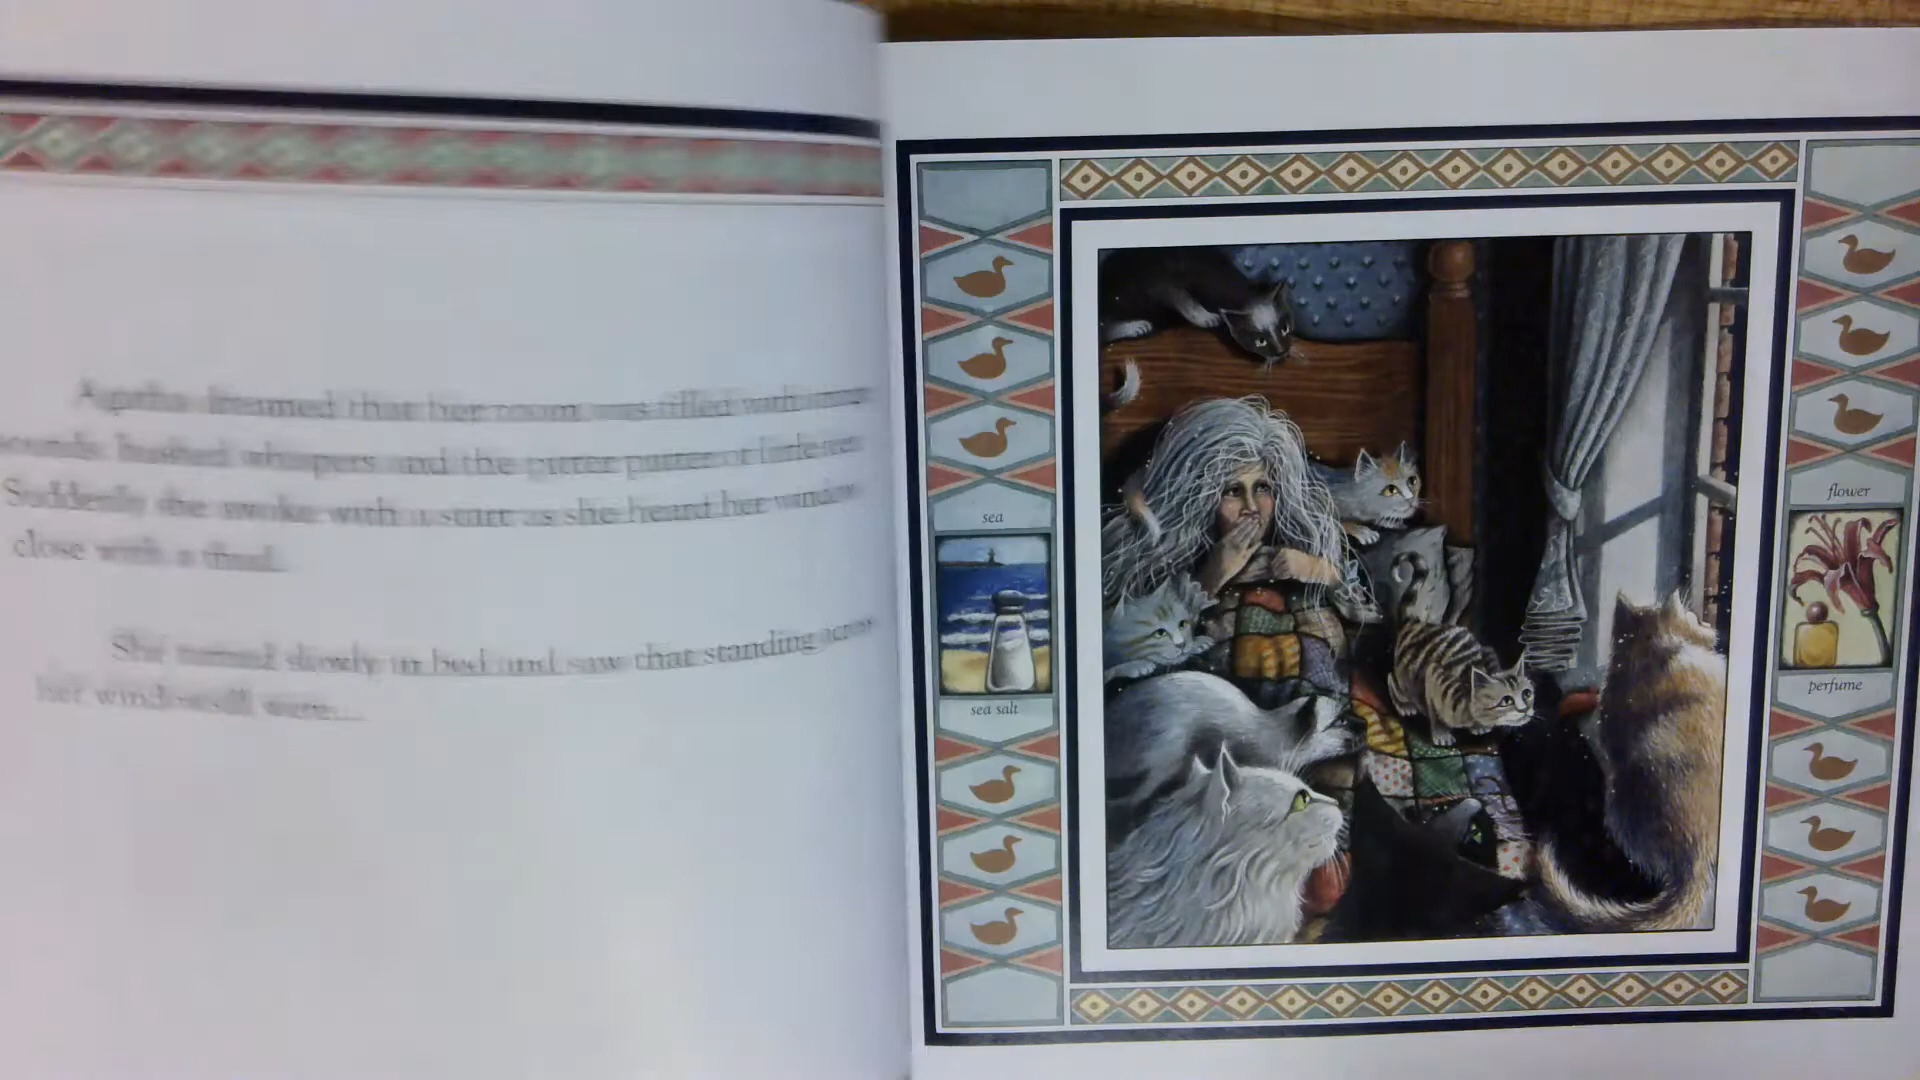 Agatha dreamed that her room was filled with
sounds, hushed whispers and the pitter patter of little feet.
Suddenly she awoke with a start as she heard her window
close with a thud.
She turned slowly in bed and saw that standing across
her windowsill were...
sea
sea salt
flower
perfume